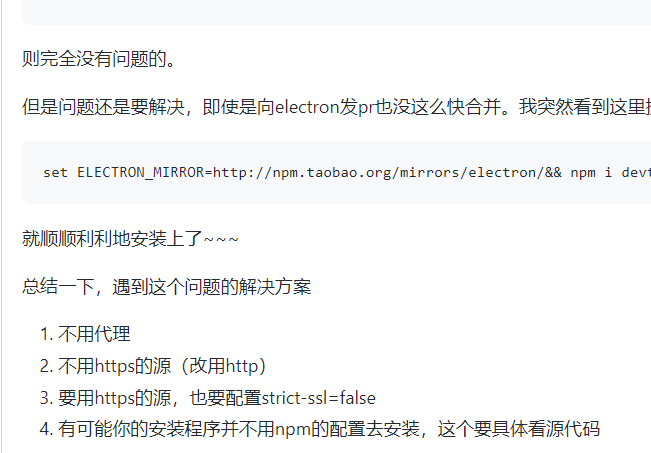 则完全没有问题的。
但是问题还是要解决，即使是向electron发pr也没这么快合并。我突然看到这里
set ELECTRON_MIRROR=http://npm.taobao.org/mirrors/electron/&& npm i devt
就顺顺利利地安装上了~~~
总结一下，遇到这个问题的解决方案
1. 不用代理
2. 不用https的源（改用http）
3. 要用https的源，也要配置strict-ssl=false
4. 有可能你的安装程序并不用npm的配置去安装，这个要具体看源代码